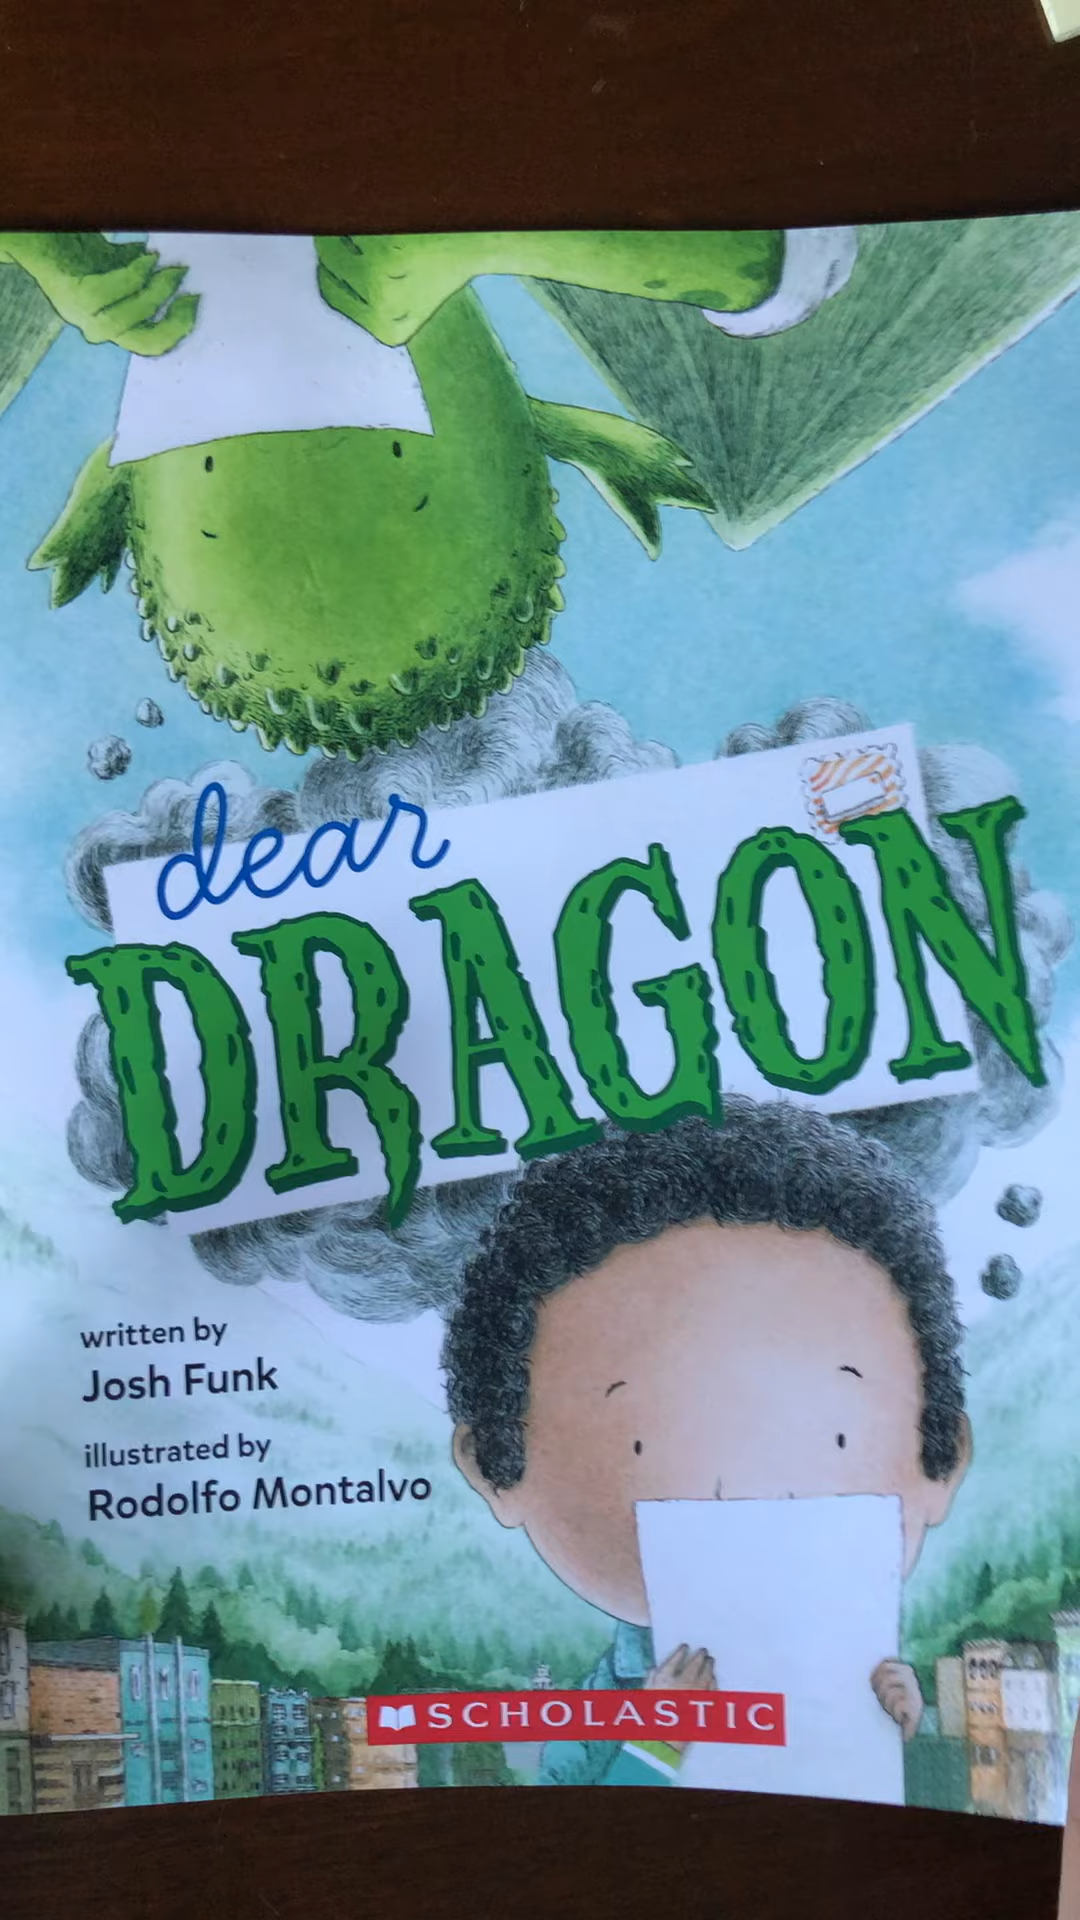 dear
DRAGON
written by
Josh Funk
illustrated by
Rodolfo Montalvo
SCHOLASTIC